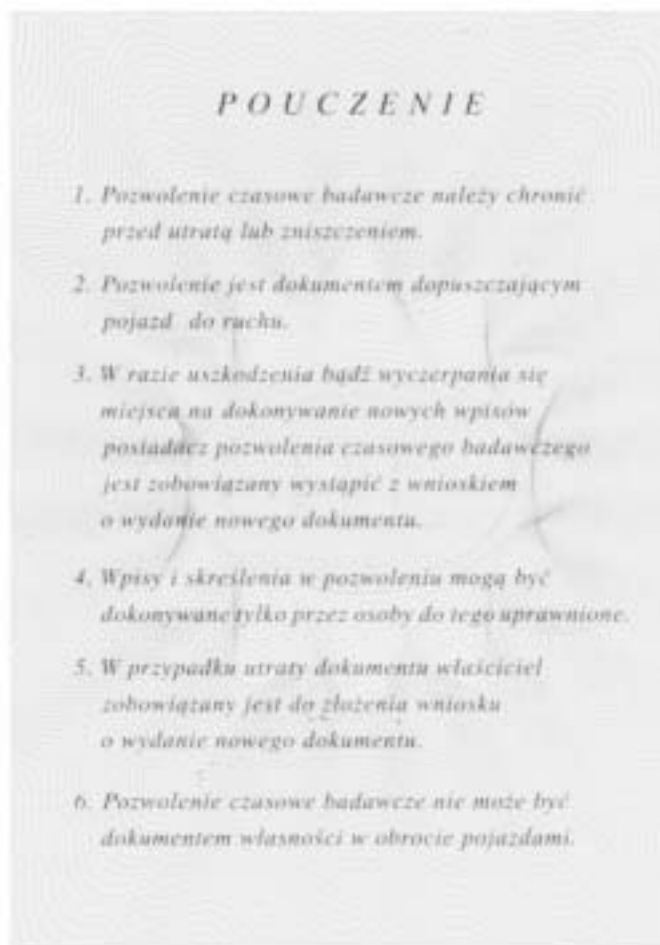 POUCZENIE
1. Pozwolenie czasowe badawcze należy chronić
przed utratą lub zniszczeniem.
2. Pozwolenie jest dokumentem dopuszczającym
pojazd do ruchu.
3. W razie uszkodzenia bądź wyczerpania się
miejsca na dokonywanie nowych wpisów
posiadacz pozwolenia czasowego badawczego
jest zobowiązany wystąpić z wnioskiem
o wydanie nowego dokumentu.
4. Wpisy i skreślenia w pozwoleniu mogą być
dokonywane tylko przez osoby do tego uprawnione.
5. W przypadku utraty dokumentu właściciel
zobowiązany jest do złożenia wniosku
o wydanie nowego dokumentu.
6. Pozwolenie czasowe badawcze nie może być
dokumentem własności w obrocie pojazdami.